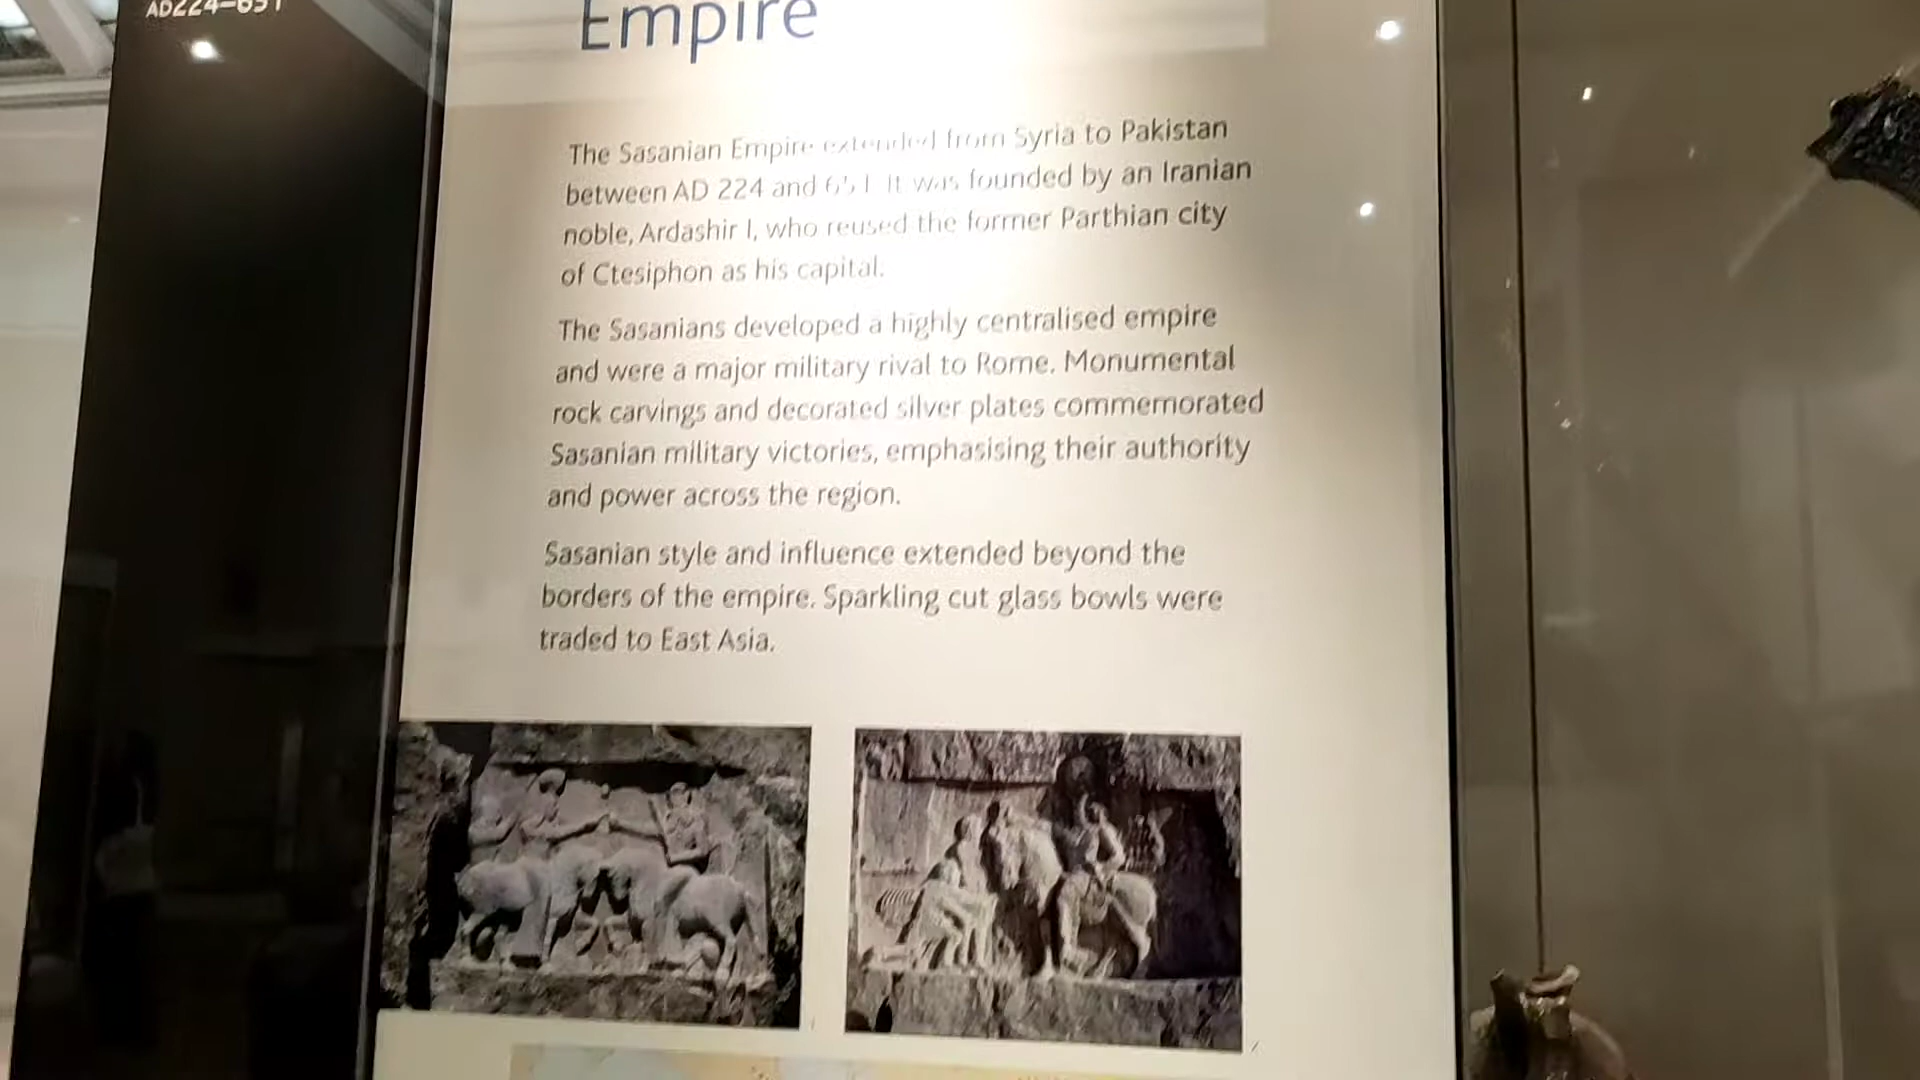 AD224-651
Empire
The Sasanian Empire extended from Syria to Pakistan
between AD 224 and 651. It was founded by an Iranian
noble, Ardashir I, who reused the former Parthian city
of Ctesiphon as his capital.
The Sasanians developed a highly centralised empire
and were a major military rival to Rome. Monumental
rock carvings and decorated silver plates commemorated
Sasanian military victories, emphasising their authority
and power across the region.
Sasanian style and influence extended beyond the
borders of the empire. Sparkling cut glass bowls were
traded to East Asia.